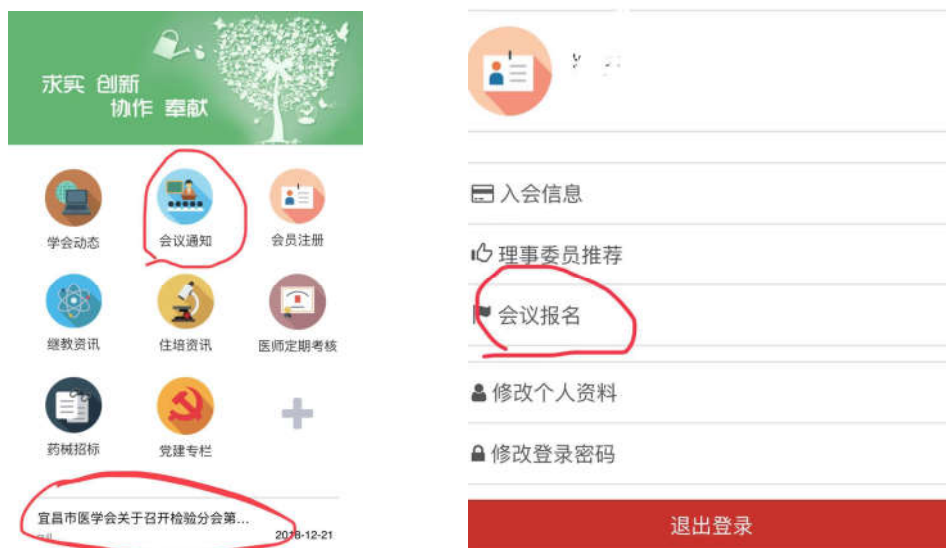 求实 创新
协作 奉献
学会动态
会议通知
会员注册
继教资讯
住培资讯
医师定期考核
药械招标
党建专栏
宜昌市医学会关于召开检验分会第...
2018-12-21
入会信息
理事委员推荐
会议报名
修改个人资料
修改登录密码
退出登录